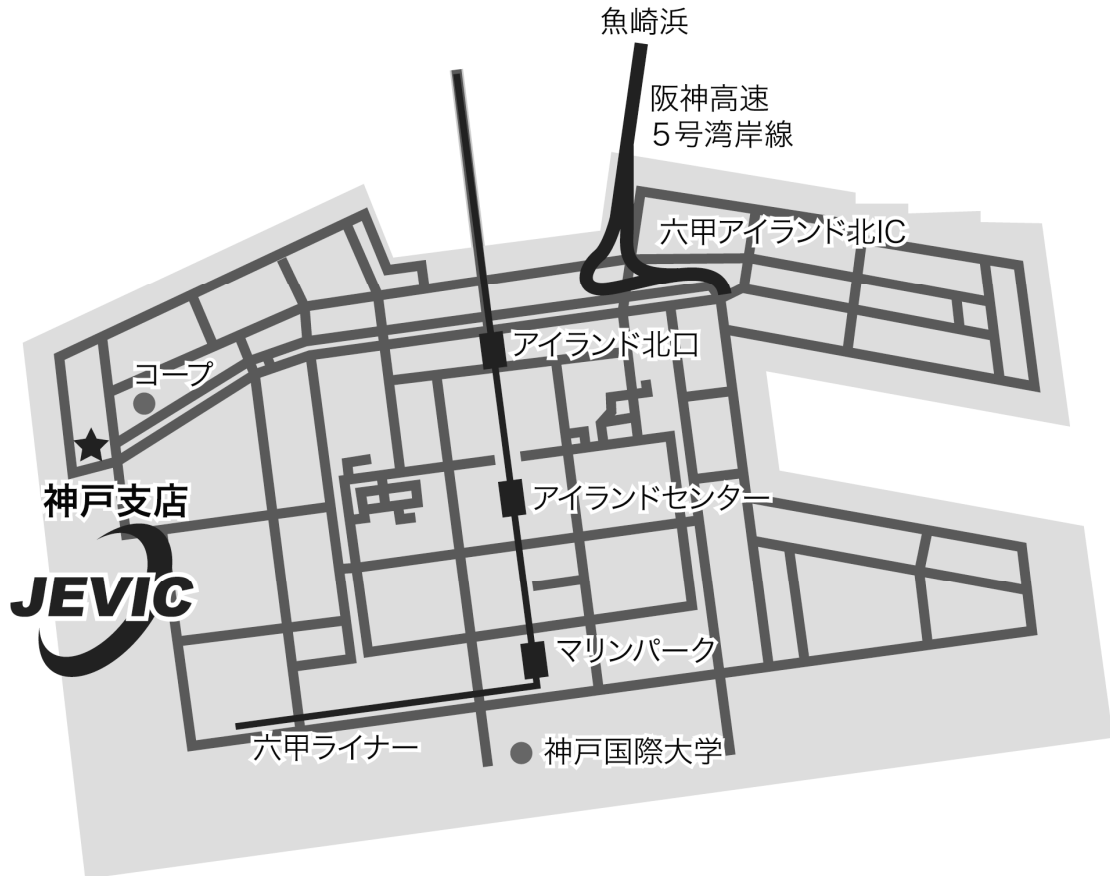 魚崎浜
阪神高速
5号湾岸線
六甲アイランド北IC
アイランド北口
コープ
アイランドセンター
神戸支店
JEVIC
マリンパーク
六甲ライナー
神戸国際大学